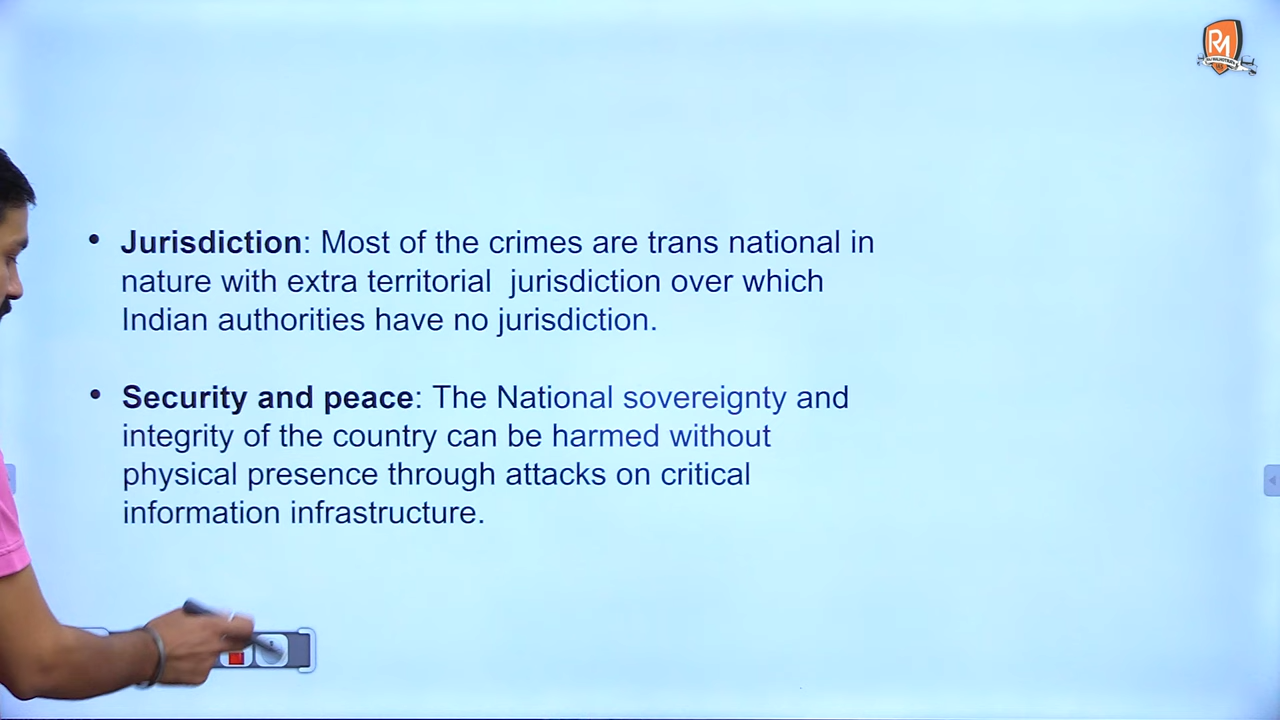 RM
• Jurisdiction: Most of the crimes are trans national in
nature with extra territorial jurisdiction over which
Indian authorities have no jurisdiction.
• Security and peace: The National sovereignty and
integrity of the country can be harmed without
physical presence through attacks on critical
information infrastructure.